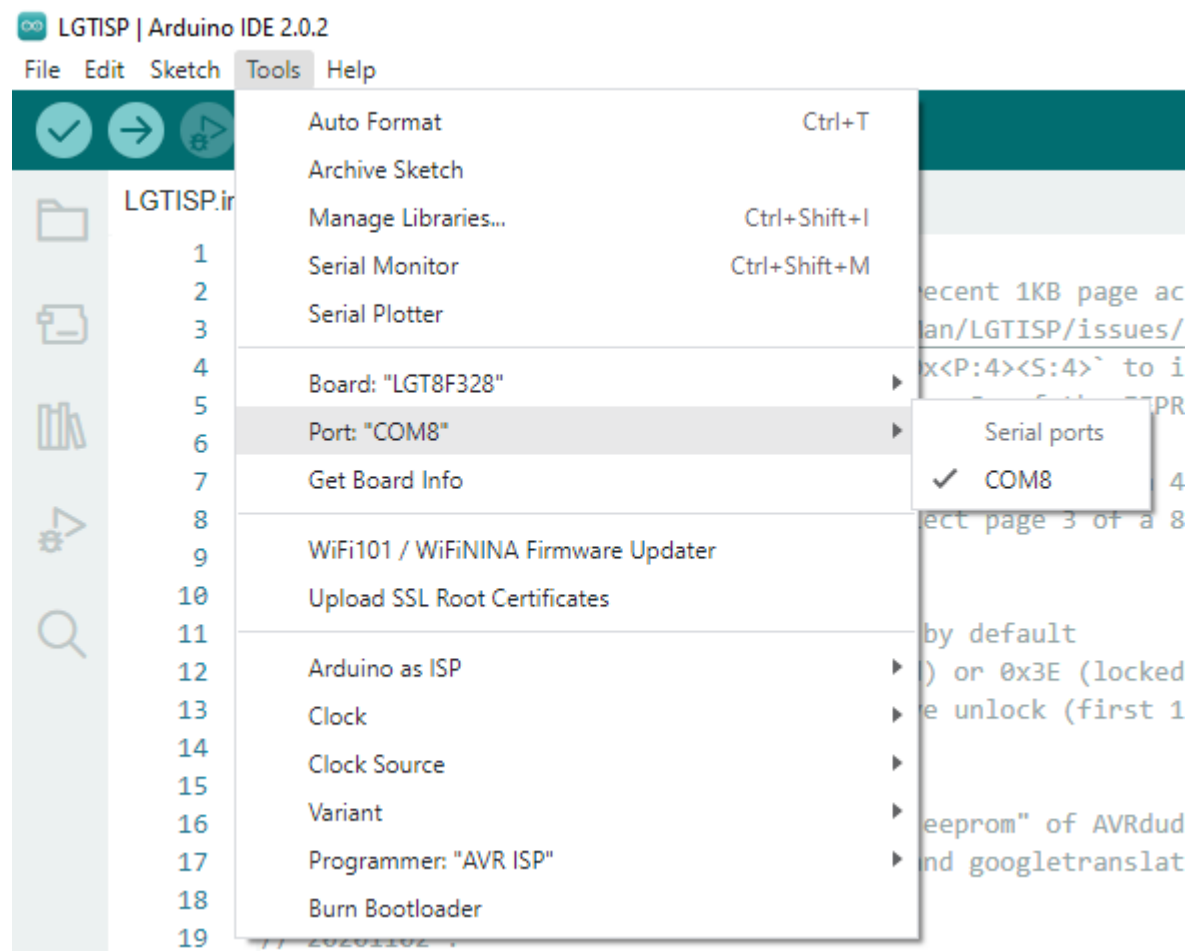 LGTISP | Arduino IDE 2.0.2
File Edit Sketch Tools Help
Auto Format Ctrl+T
Archive Sketch
LGTISP.in
Manage Libraries... Ctrl+Shift+I
1
Serial Monitor Ctrl+Shift+M
2 ecent 1KB page ac
Serial Plotter
3 an/LGTISP/issues/
4 x<P:4><S:4>` to i
Board: "LGT8F328"
5
Port: "COM8" Serial ports
6
7 4
Get Board Info COM8
8 ect page 3 of a 8
9
WiFi101 / WiFiNINA Firmware Updater
10
Upload SSL Root Certificates
11 by default
12 ) or 0x3E (locked
Arduino as ISP
13 e unlock (first 1
Clock
14
Clock Source
15
Variant
16 eeprom" of AVRdud
17 nd googletranslat
Programmer: "AVR ISP"
18
Burn Bootloader
19